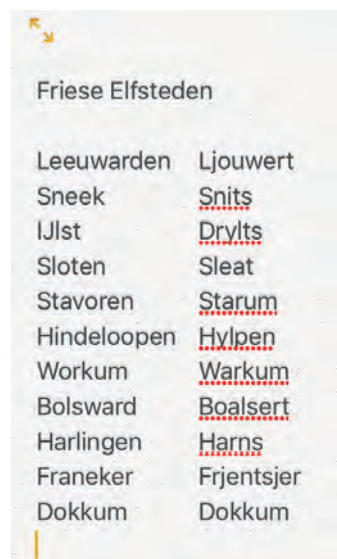 Friese Elfsteden
Leeuwarden Ljouwert
Sneek Snits
IJlst Drylts
Sloten Sleat
Stavoren Starum
Hindeloopen Hylpen
Workum Warkum
Bolsward Boalsert
Harlingen Harns
Franeker Frjentsjer
Dokkum Dokkum